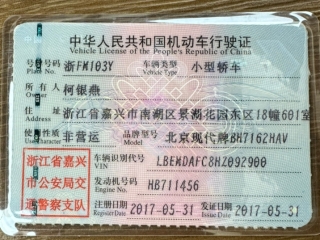 中华人民共和国机动车行驶证
Vehicle License of the People's Republic of China
号牌号码 浙FM103Y 车辆类型 小型轿车
Plate No. Vehicle Type
所有人 柯银燕
Owner
住址 浙江省嘉兴市南湖区景湖花园东区18幢601室
Address
使用性质 非营运 品牌型号 北京现代牌BH7162HAV
Use Character Model
浙江省嘉兴
市公安局交
通警察支队
车辆识别代号 LBEMDAFC8HZ092900
VIN
发动机号码 HB711456
Engine No.
注册日期 2017-05-31 发证日期 2017-05-31
Register Date Issue Date